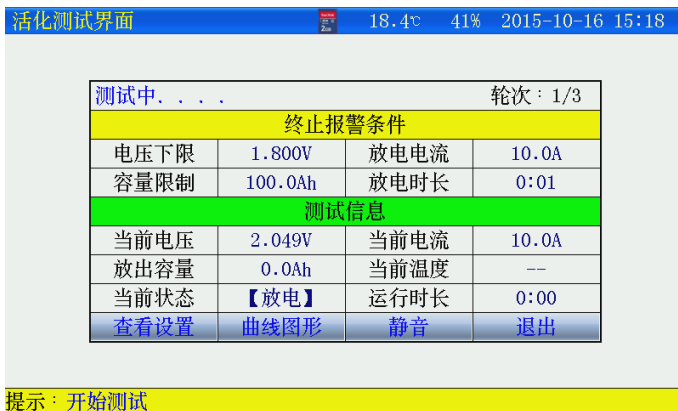 活化测试界面 2GB 18.4℃ 41% 2015-10-16 15:18
测试中. . . . 轮次：1/3
终止报警条件
电压下限 1.800V 放电电流 10.0A
容量限制 100.0Ah 放电时长 0:01
测试信息
当前电压 2.049V 当前电流 10.0A
放出容量 0.0Ah 当前温度 --
当前状态 【放电】 运行时长 0:00
查看设置 曲线图形 静音 退出
提示：开始测试